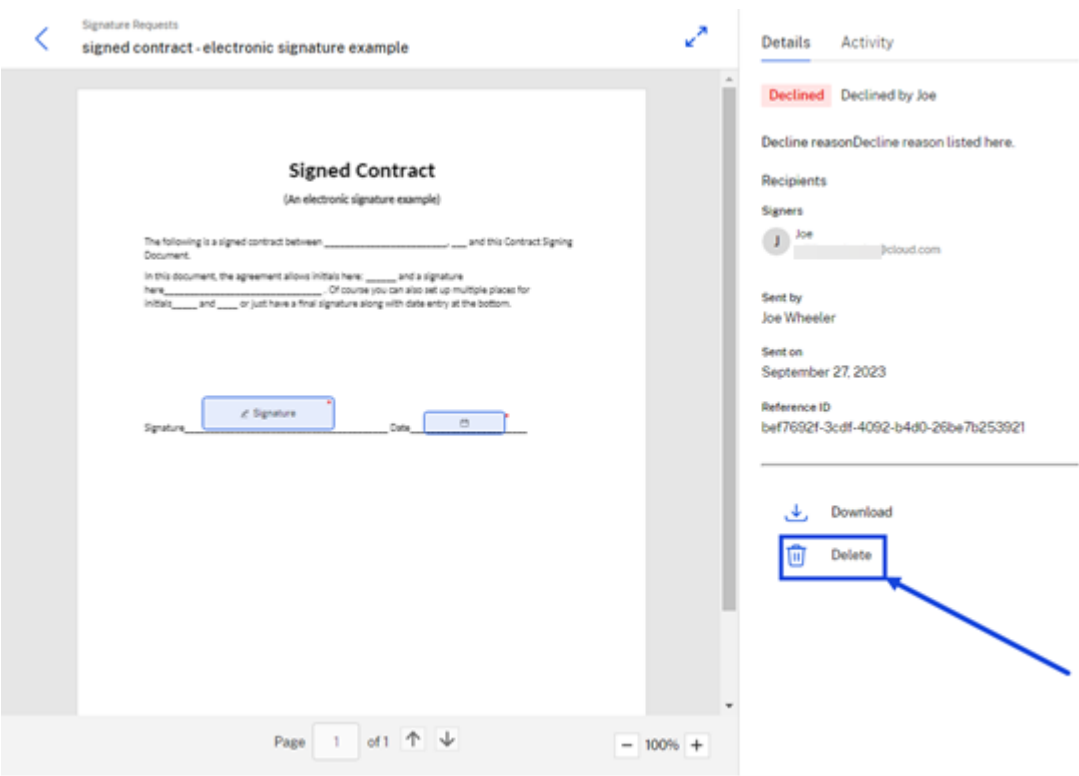 Signature Requests
signed contract - electronic signature example
Signed Contract
(An electronic signature example)
The following is a signed contract between ________________________, ___ and this Contract Signing
Document.
In this document, the agreement allows initials here: ______ and a signature
here______________________________. Of course you can also set up multiple places for
initials_____ and ____ or just have a final signature along with date entry at the bottom.
Signature
Signature________________________________________ Date_______________________
Page 1 of 1
100%
Details Activity
Declined Declined by Joe
Decline reasonDecline reason listed here.
Recipients
Signers
J Joe
cloud.com
Sent by
Joe Wheeler
Sent on
September 27, 2023
Reference ID
bef7692f-3cdf-4092-b4d0-26be7b253921
Download
Delete